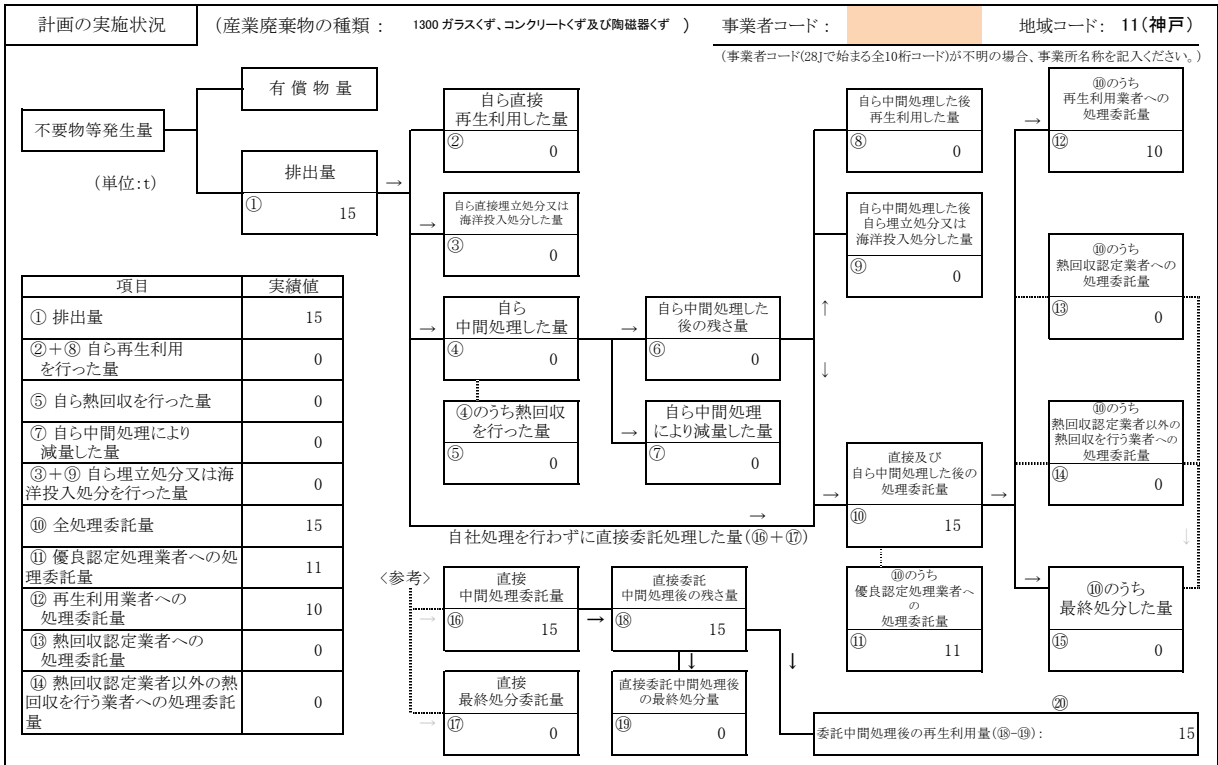 計画の実施状況
(産業廃棄物の種類： 1300 ガラスくず、コンクリートくず及び陶磁器くず )
事業者コード：
地域コード： 11(神戸)
(事業者コード(28Jで始まる全10桁コード)が不明の場合、事業所名称を記入ください。)
不要物等発生量
有償物量
(単位:t)
排出量
→
① 15
自ら直接
再生利用した量
② 0
→
自ら直接埋立処分又は
海洋投入処分した量
③ 0
→
自ら
中間処理した量
④ 0
④のうち熱回収
を行った量
⑤ 0
→
自ら中間処理した
後の残さ量
⑥ 0
→
自ら中間処理
により減量した量
⑦ 0
自ら中間処理した後
再生利用した量
⑧ 0
自ら中間処理した後
自ら埋立処分又は
海洋投入処分した量
⑨ 0
↑
↓
→
直接及び
自ら中間処理した後の
処理委託量
⑩ 15
→
⑩のうち
優良認定処理業者へ
の
処理委託量
⑪ 11
→
⑩のうち
再生利用業者への
処理委託量
⑫ 10
⑩のうち
熱回収認定業者への
処理委託量
⑬ 0
⑩のうち
熱回収認定業者以外の
熱回収を行う業者への
処理委託量
⑭ 0
↓
→
⑩のうち
最終処分した量
⑮ 0
→
自社処理を行わずに直接委託処理した量(⑯＋⑰)
項目 実績値
① 排出量 15
②＋⑧ 自ら再生利用
を行った量 0
⑤ 自ら熱回収を行った量 0
⑦ 自ら中間処理により
減量した量 0
③＋⑨ 自ら埋立処分又は海
洋投入処分を行った量 0
⑩ 全処理委託量 15
⑪ 優良認定処理業者への処
理委託量 11
⑫ 再生利用業者への
処理委託量 10
⑬ 熱回収認定業者への
処理委託量 0
⑭ 熱回収認定業者以外の熱
回収を行う業者への処理委託
量 0
〈参考〉
→
直接
中間処理委託量
⑯ 15
→
直接委託
中間処理後の残さ量
⑱ 15
↓
↓
→
直接
最終処分委託量
⑰ 0
直接委託中間処理後
の最終処分量
⑲ 0
⑳
委託中間処理後の再生利用量(⑱-⑲)： 15